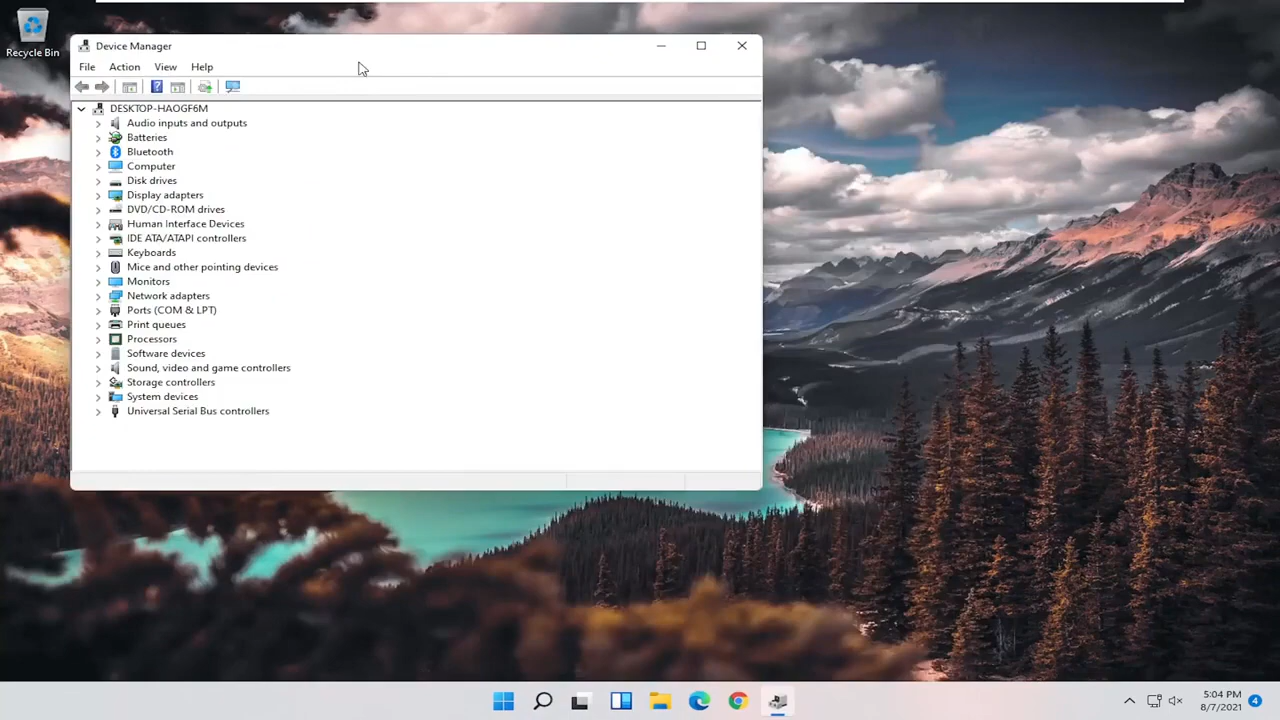 Recycle Bin
Device Manager
File Action View Help
DESKTOP-HAOGF6M
Audio inputs and outputs
Batteries
Bluetooth
Computer
Disk drives
Display adapters
DVD/CD-ROM drives
Human Interface Devices
IDE ATA/ATAPI controllers
Keyboards
Mice and other pointing devices
Monitors
Network adapters
Ports (COM & LPT)
Print queues
Processors
Software devices
Sound, video and game controllers
Storage controllers
System devices
Universal Serial Bus controllers
5:04 PM
8/7/2021
4